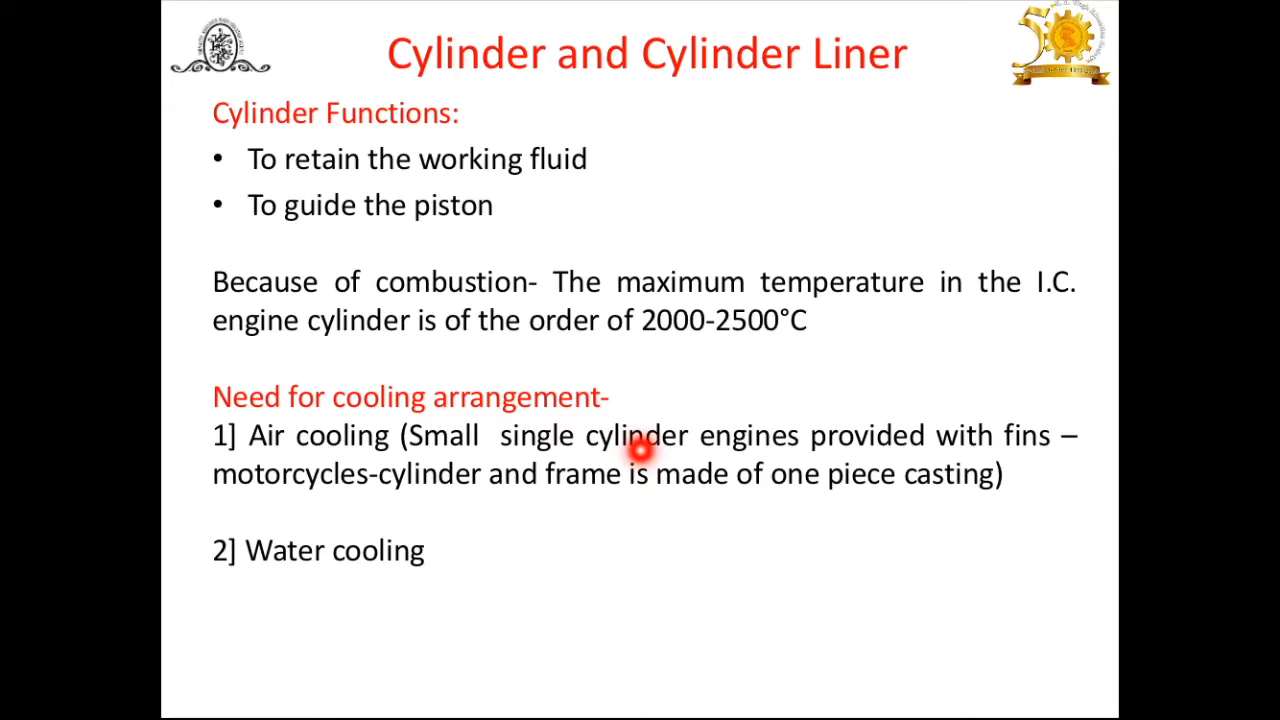 Cylinder and Cylinder Liner
Cylinder Functions:
• To retain the working fluid
• To guide the piston
Because of combustion- The maximum temperature in the I.C.
engine cylinder is of the order of 2000-2500°C
Need for cooling arrangement-
1] Air cooling (Small single cylinder engines provided with fins –
motorcycles-cylinder and frame is made of one piece casting)
2] Water cooling